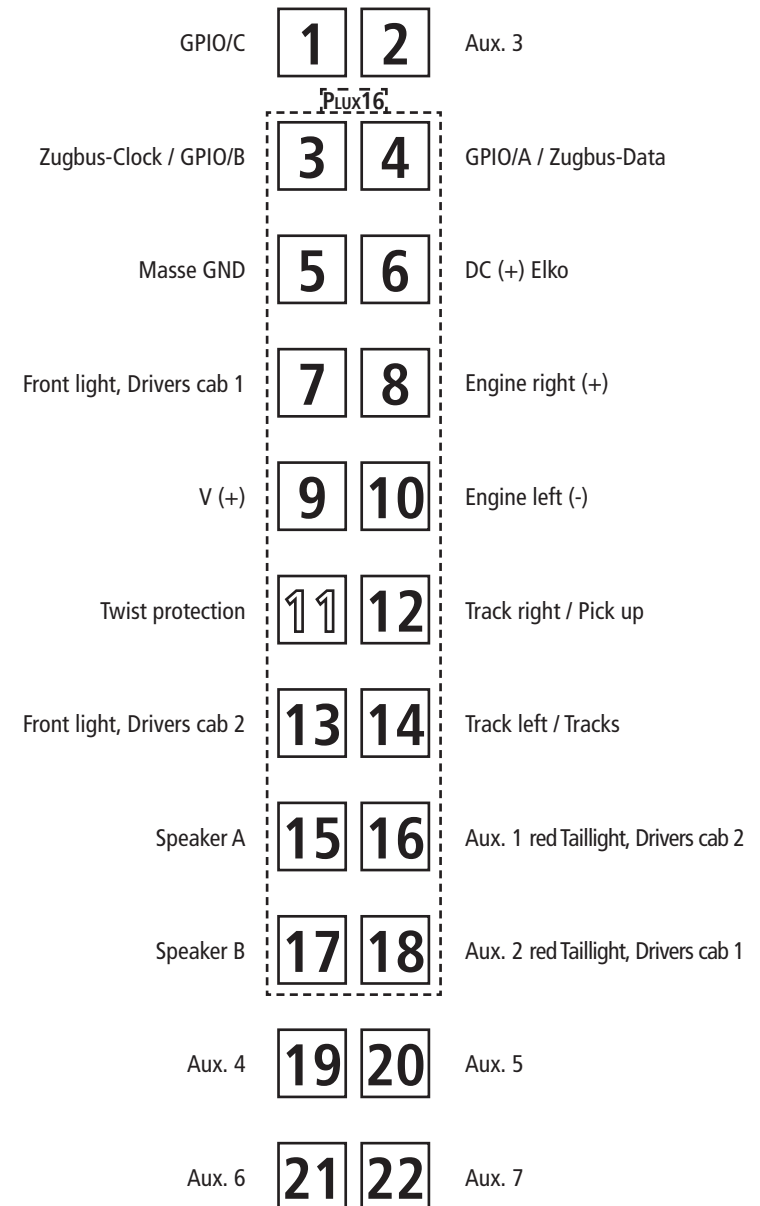 GPIO/C 1 2 Aux. 3
PLUX16
Zugbus-Clock / GPIO/B 3 4 GPIO/A / Zugbus-Data
Masse GND 5 6 DC (+) Elko
Front light, Drivers cab 1 7 8 Engine right (+)
V (+) 9 10 Engine left (-)
Twist protection 11 12 Track right / Pick up
Front light, Drivers cab 2 13 14 Track left / Tracks
Speaker A 15 16 Aux. 1 red Taillight, Drivers cab 2
Speaker B 17 18 Aux. 2 red Taillight, Drivers cab 1
Aux. 4 19 20 Aux. 5
Aux. 6 21 22 Aux. 7